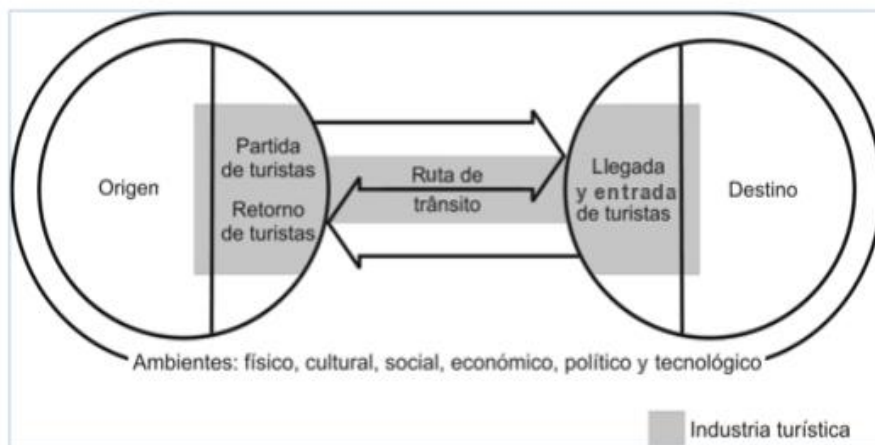 Origen
Partida
de turistas
Retorno
de turistas
Ruta de
trânsito
Llegada
y entrada
de turistas
Destino
Ambientes: físico, cultural, social, económico, político y tecnológico
Industria turística